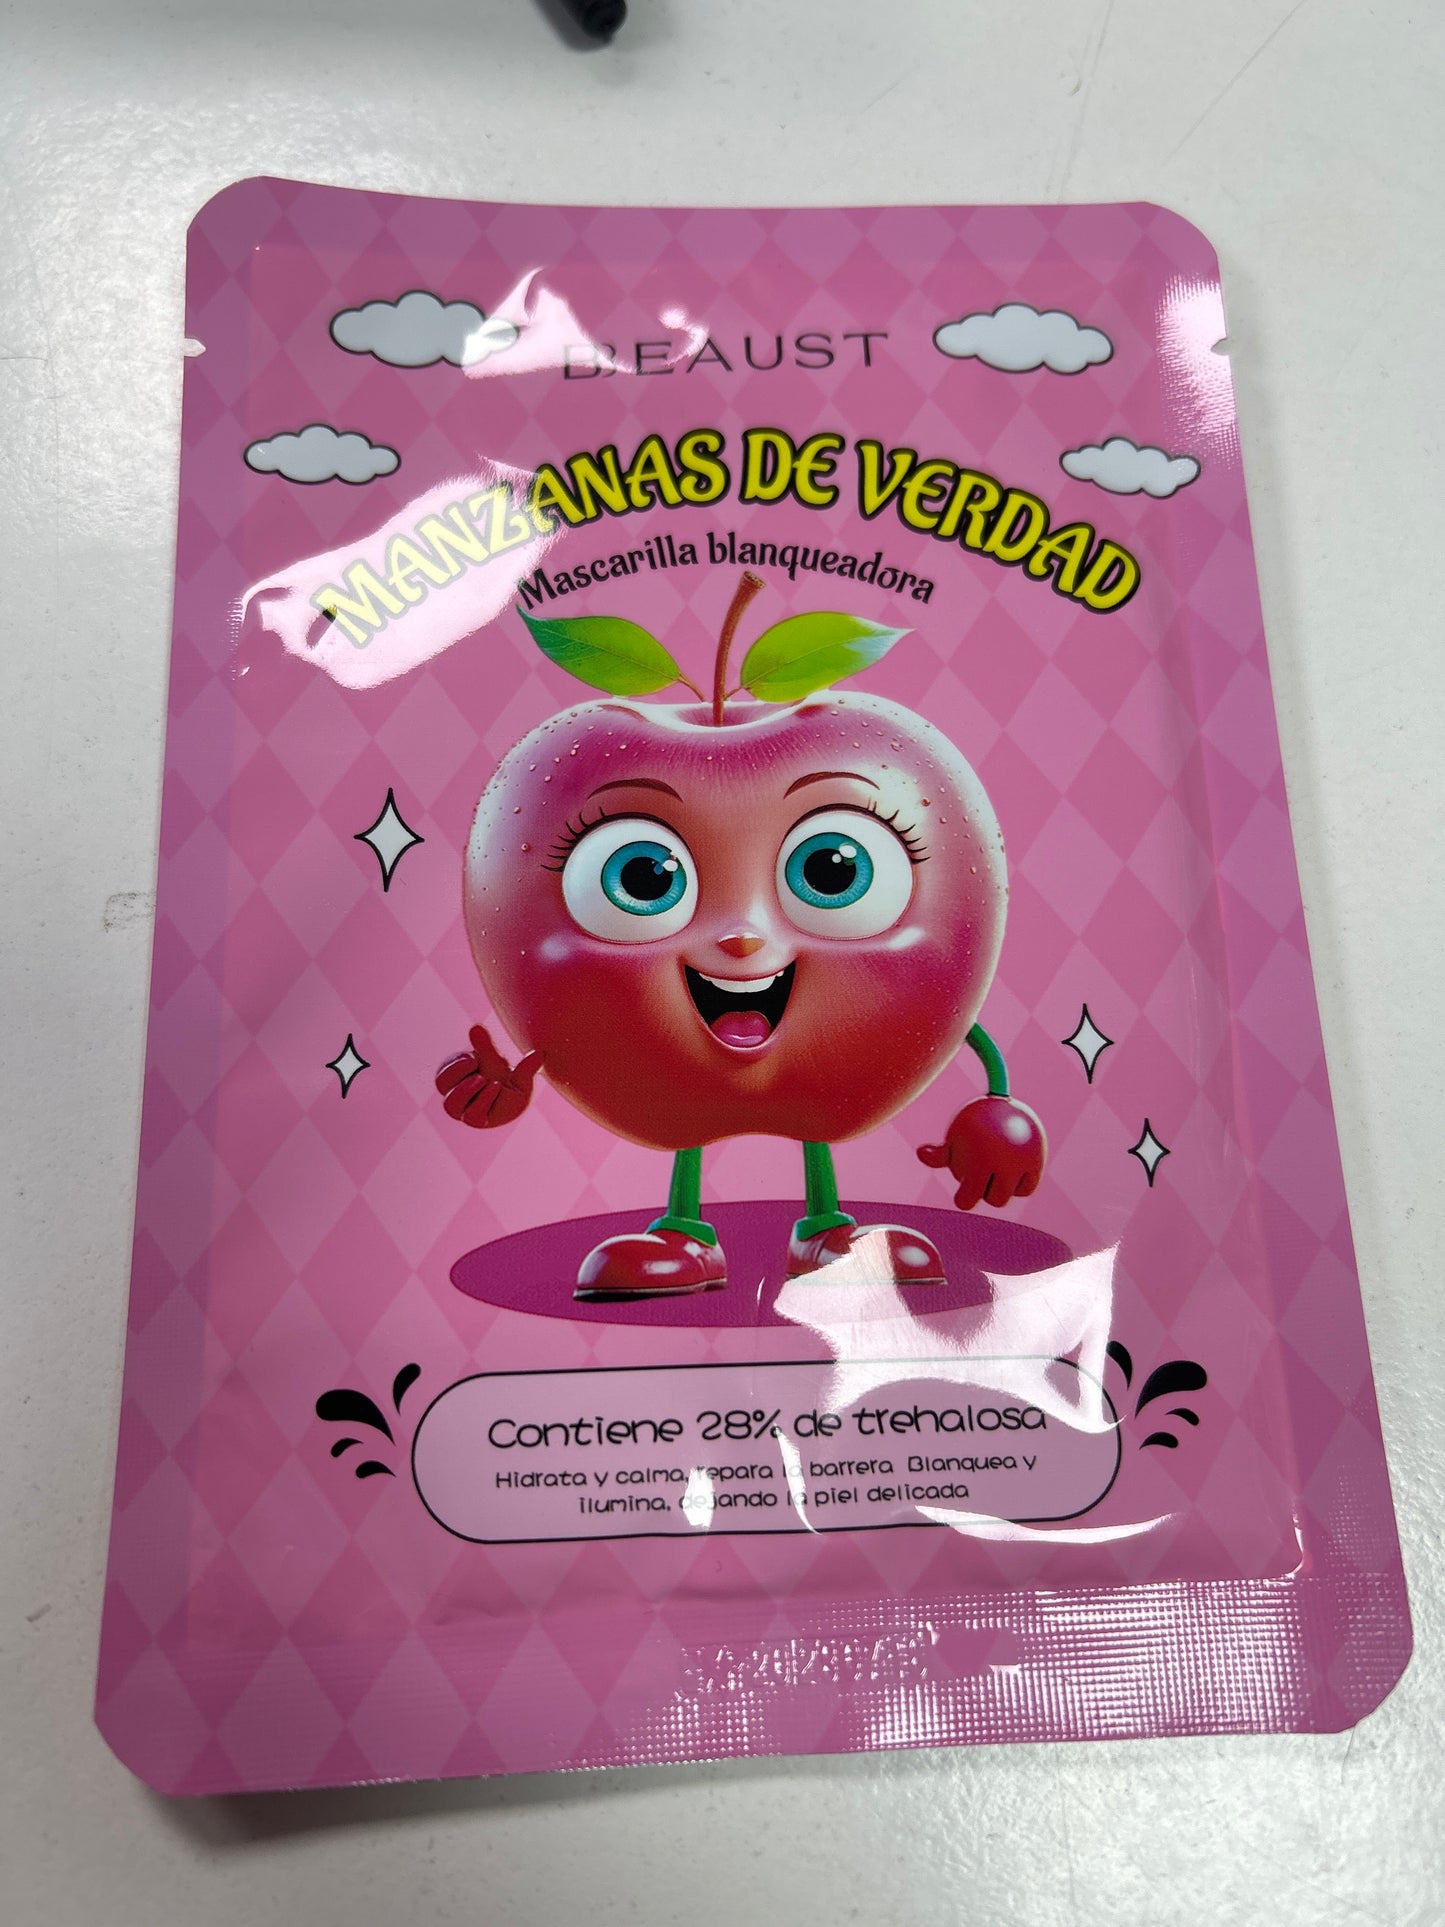 BEAUST
MANZANAS DE VERDAD
Mascarilla blanqueadora
Contiene 28% de trehalosa
Hidrata y calma, repara la barrera Blanquea y
ilumina, dejando la piel delicada